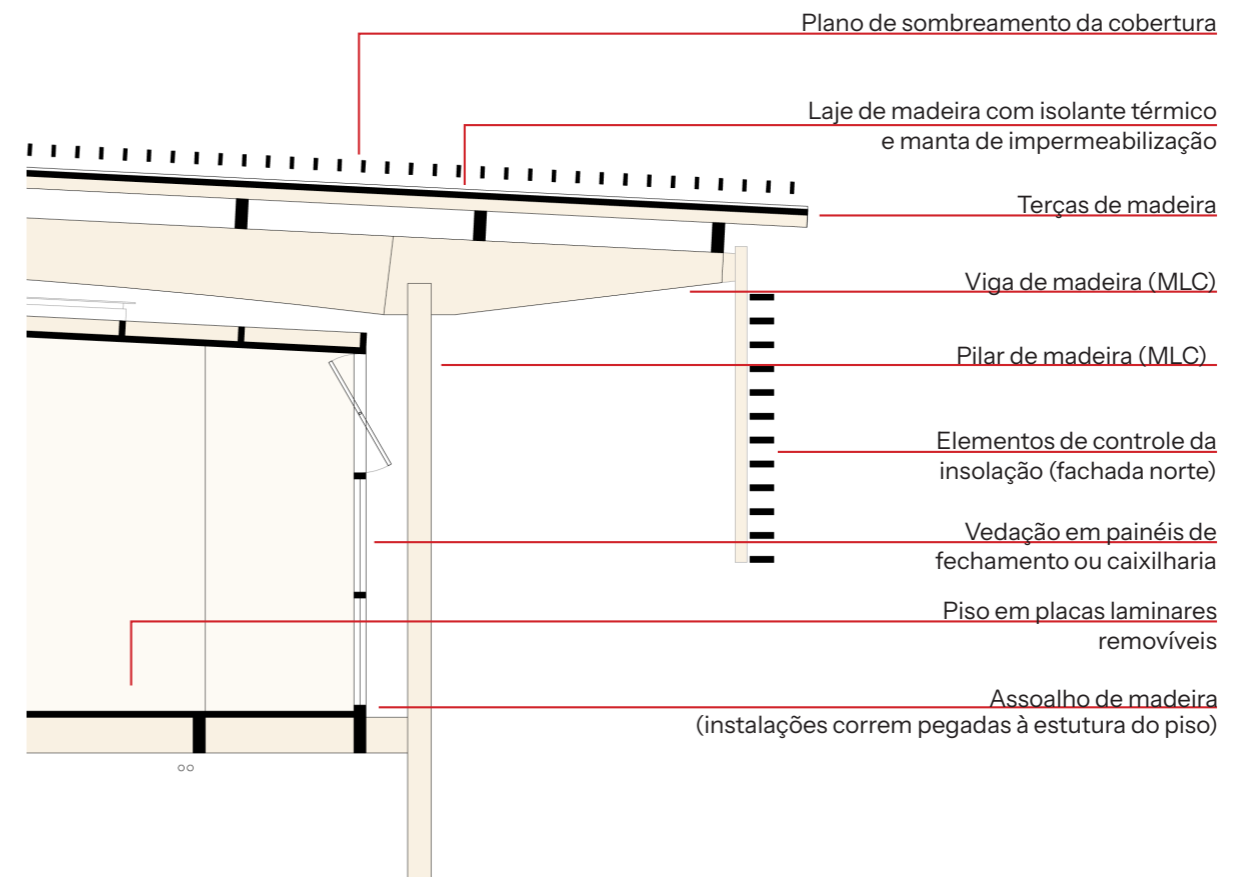 Plano de sombreamento da cobertura
Laje de madeira com isolante térmico
e manta de impermeabilização
Terças de madeira
Viga de madeira (MLC)
Pilar de madeira (MLC)
Elementos de controle da
insolação (fachada norte)
Vedação em painéis de
fechamento ou caixilharia
Piso em placas laminares
removíveis
Assoalho de madeira
(instalações correm pegadas à estutura do piso)